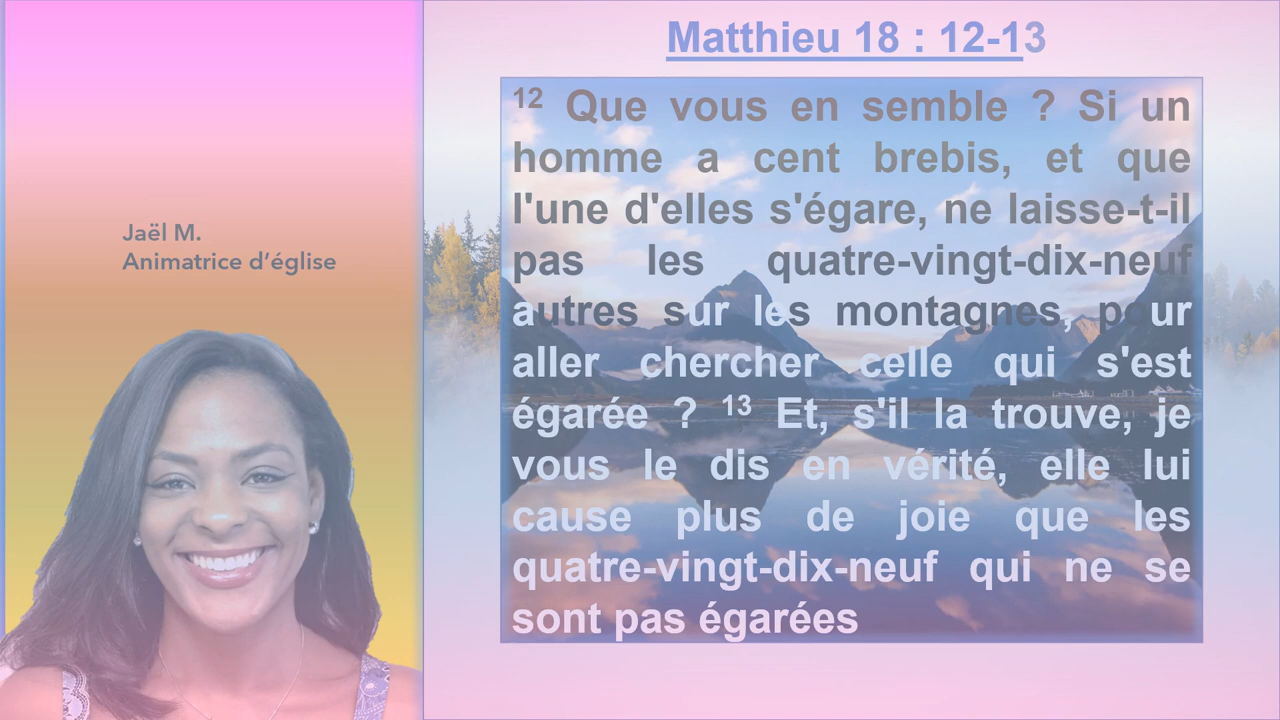 Matthieu 18 : 12-13
12 Que vous en semble ? Si un
homme a cent brebis, et que
l'une d'elles s'égare, ne laisse-t-il
pas les quatre-vingt-dix-neuf
autres sur les montagnes, pour
aller chercher celle qui s'est
égarée ? 13 Et, s'il la trouve, je
vous le dis en vérité, elle lui
cause plus de joie que les
quatre-vingt-dix-neuf qui ne se
sont pas égarées
Jaël M.
Animatrice d’église